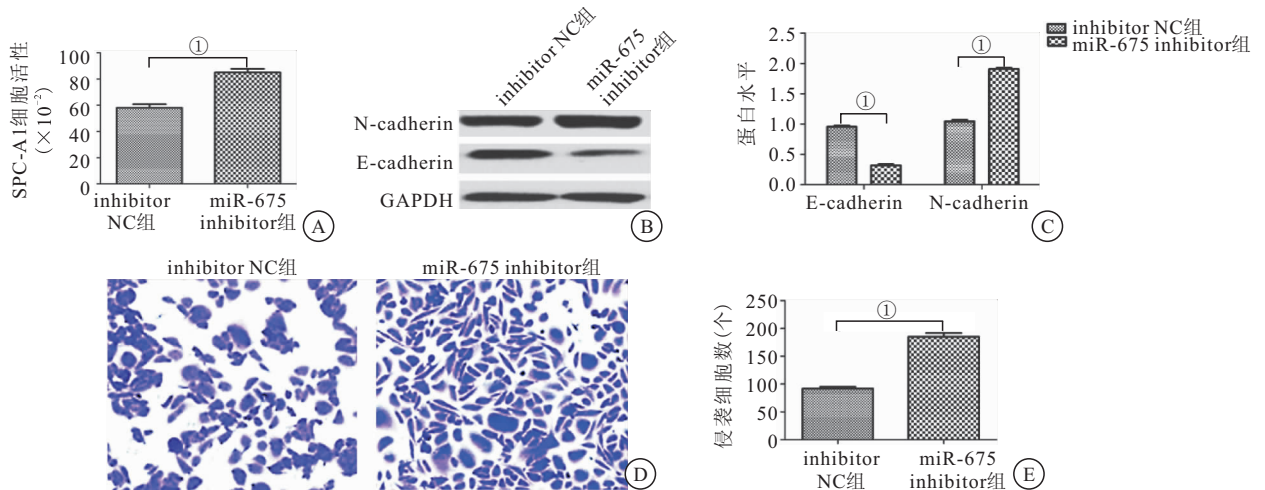 SPC-A1细胞活性
(×10⁻²)
100
80
60
40
20
0
①
inhibitor
NC组
miR-675
inhibitor组
A
inhibitor NC组
miR-675
inhibitor组
N-cadherin
E-cadherin
GAPDH
B
inhibitor NC组
miR-675 inhibitor组
蛋白水平
2.5
2.0
1.5
1.0
0.5
0.0
①
①
E-cadherin
N-cadherin
C
inhibitor NC组
miR-675 inhibitor组
D
侵袭细胞数(个)
250
200
150
100
50
0
①
inhibitor
NC组
miR-675
inhibitor组
E